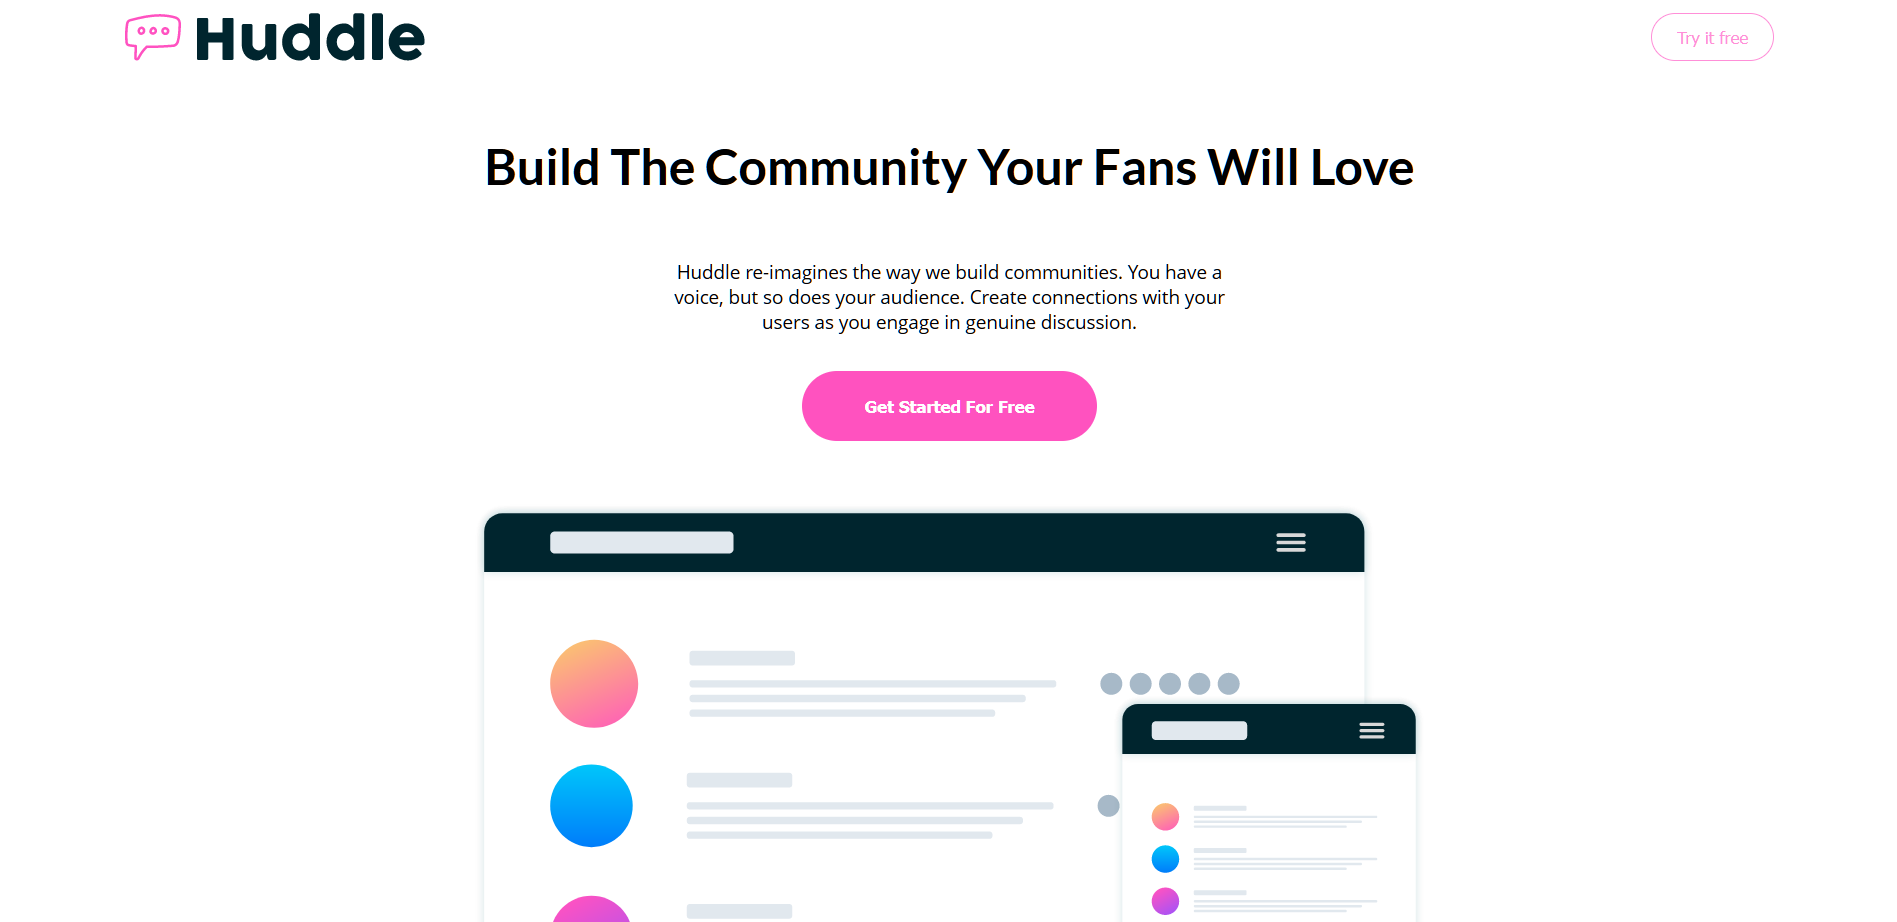 Huddle
Try it free
Build The Community Your Fans Will Love
Huddle re-imagines the way we build communities. You have a
voice, but so does your audience. Create connections with your
users as you engage in genuine discussion.
Get Started For Free